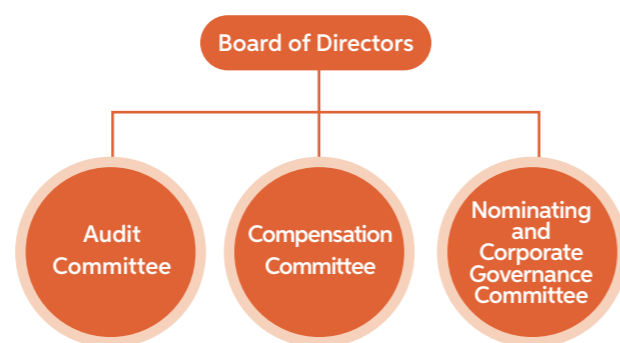 Board of Directors
Audit
Committee
Compensation
Committee
Nominating
and
Corporate
Governance
Committee